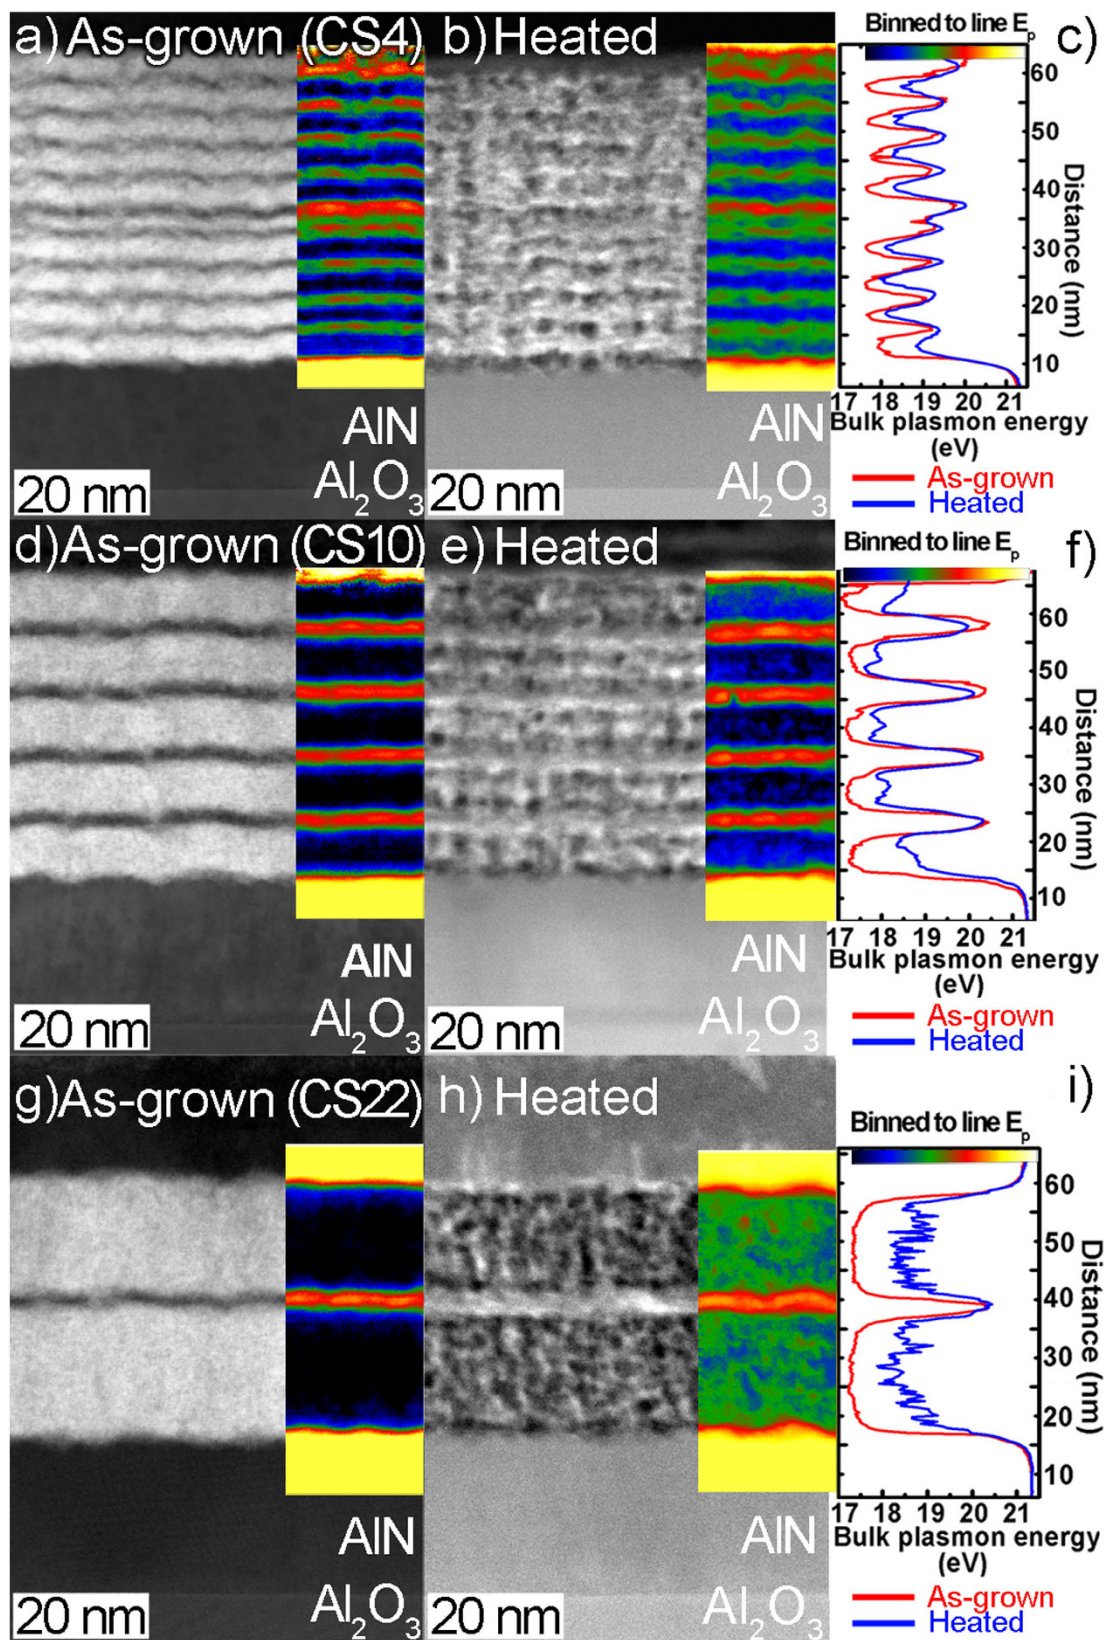 a) As-grown (CS4)
b) Heated
Binned to line Eₚ
c)
60
50
40
30
20
10
Distance (nm)
17 18 19 20 21
Bulk plasmon energy
(eV)
As-grown
Heated
AlN
Al₂O₃
20 nm
AlN
Al₂O₃
20 nm
d) As-grown (CS10)
e) Heated
Binned to line Eₚ
f)
60
50
40
30
20
10
Distance (nm)
17 18 19 20 21
Bulk plasmon energy
(eV)
As-grown
Heated
AlN
Al₂O₃
20 nm
AlN
Al₂O₃
20 nm
g) As-grown (CS22)
h) Heated
Binned to line Eₚ
i)
60
50
40
30
20
10
Distance (nm)
17 18 19 20 21
Bulk plasmon energy
(eV)
As-grown
Heated
AlN
Al₂O₃
20 nm
AlN
Al₂O₃
20 nm